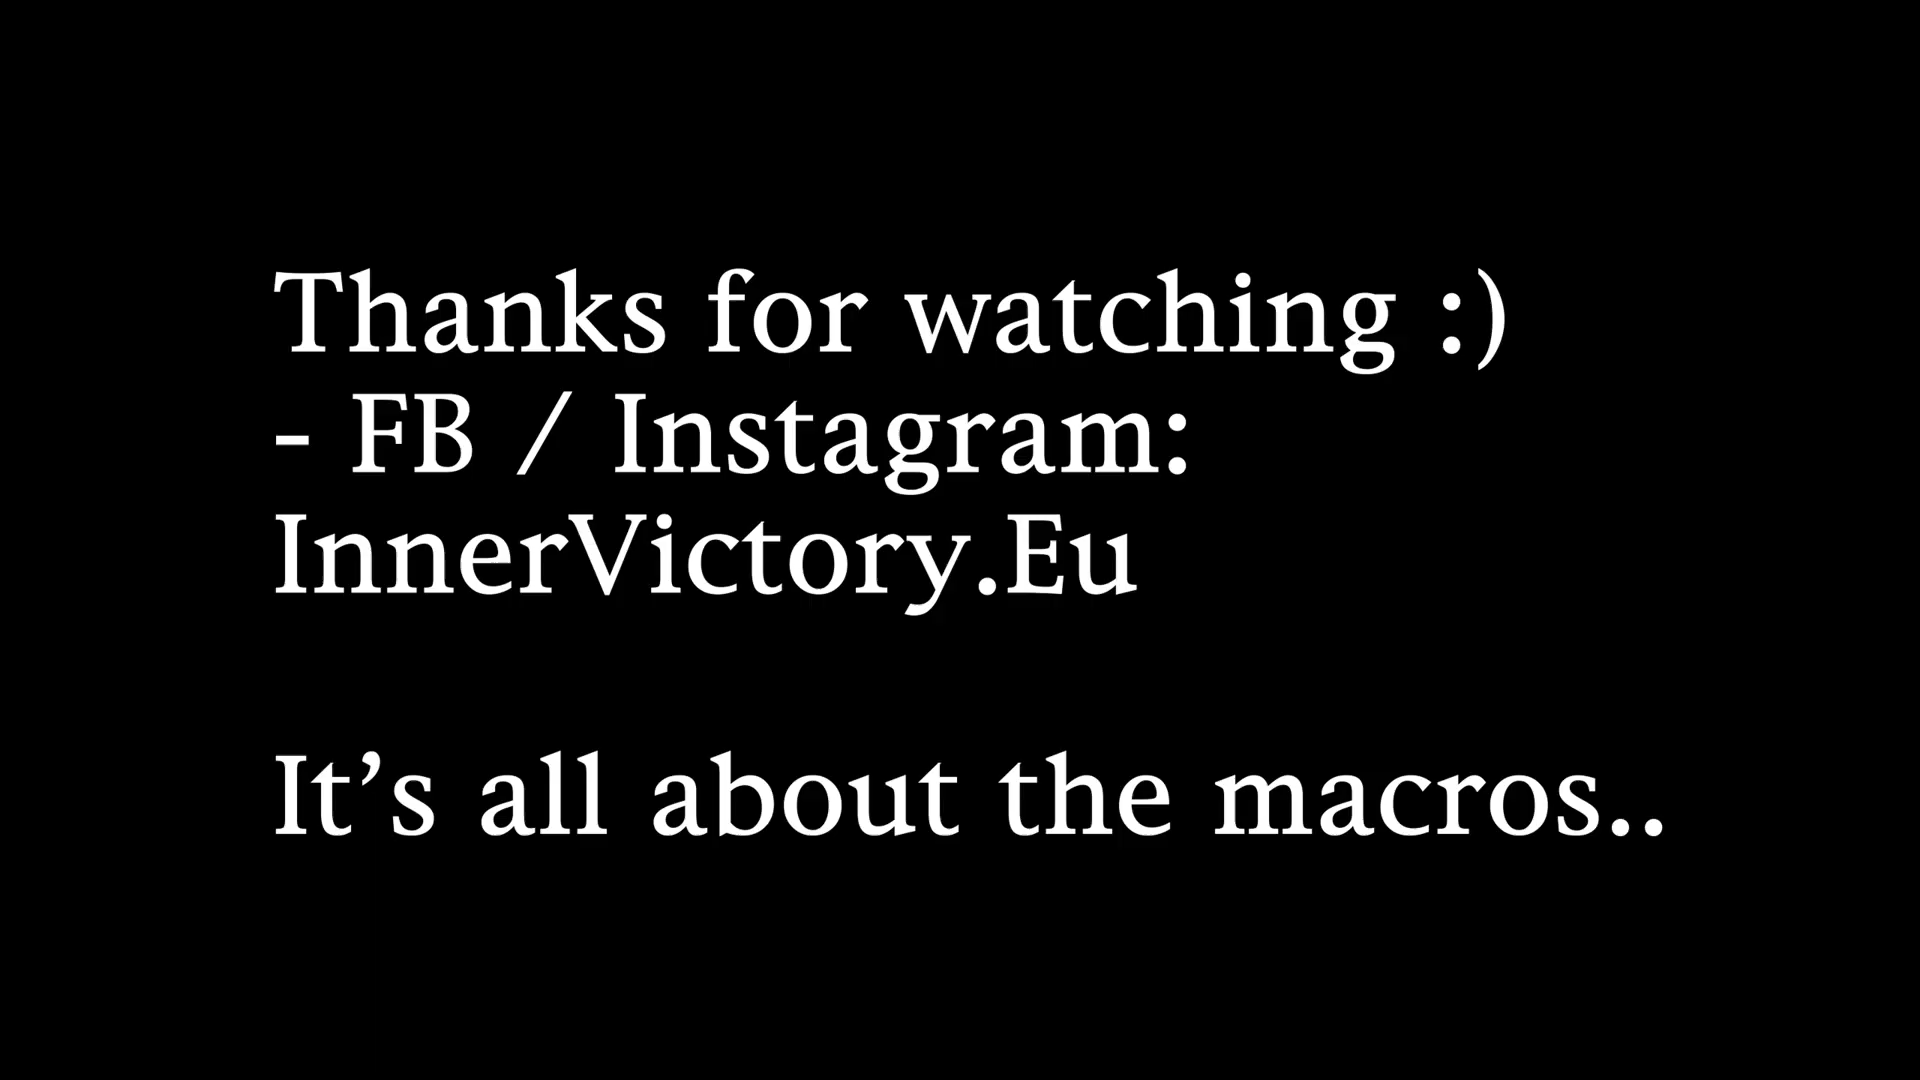 Thanks for watching :)
- FB / Instagram:
InnerVictory.Eu
It’s all about the macros..